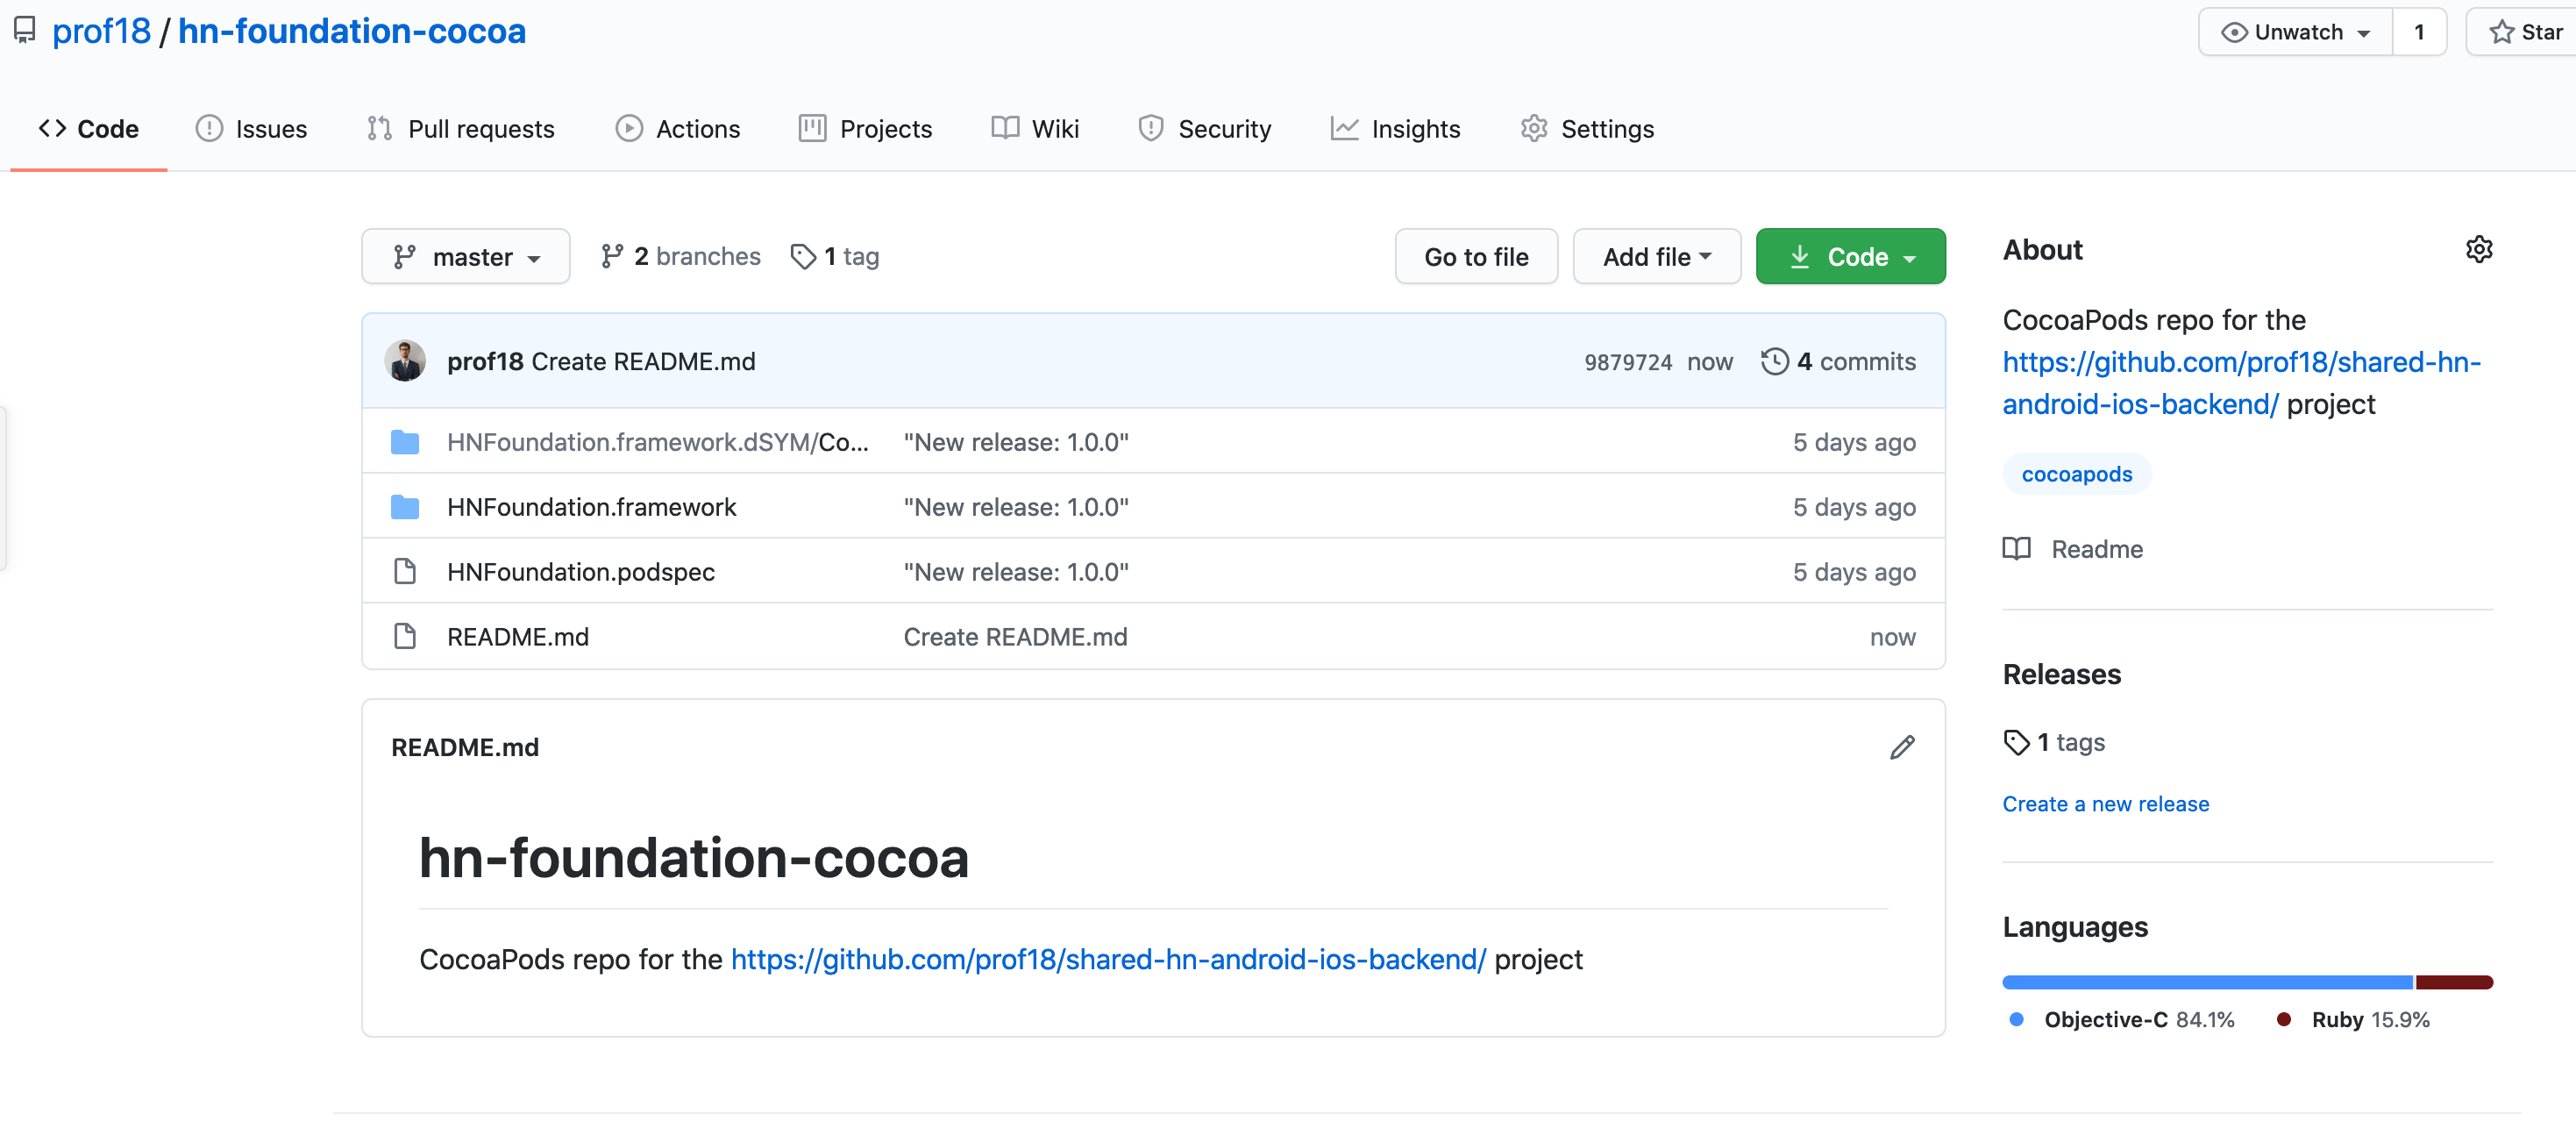 prof18 / hn-foundation-cocoa
Unwatch 1 Star
Code Issues Pull requests Actions Projects Wiki Security Insights Settings
master 2 branches 1 tag Go to file Add file Code
prof18 Create README.md 9879724 now 4 commits
HNFoundation.framework.dSYM/Co... "New release: 1.0.0" 5 days ago
HNFoundation.framework "New release: 1.0.0" 5 days ago
HNFoundation.podspec "New release: 1.0.0" 5 days ago
README.md Create README.md now
README.md
hn-foundation-cocoa
CocoaPods repo for the https://github.com/prof18/shared-hn-android-ios-backend/ project
About
CocoaPods repo for the
https://github.com/prof18/shared-hn-
android-ios-backend/ project
cocoapods
Readme
Releases
1 tags
Create a new release
Languages
Objective-C 84.1% Ruby 15.9%